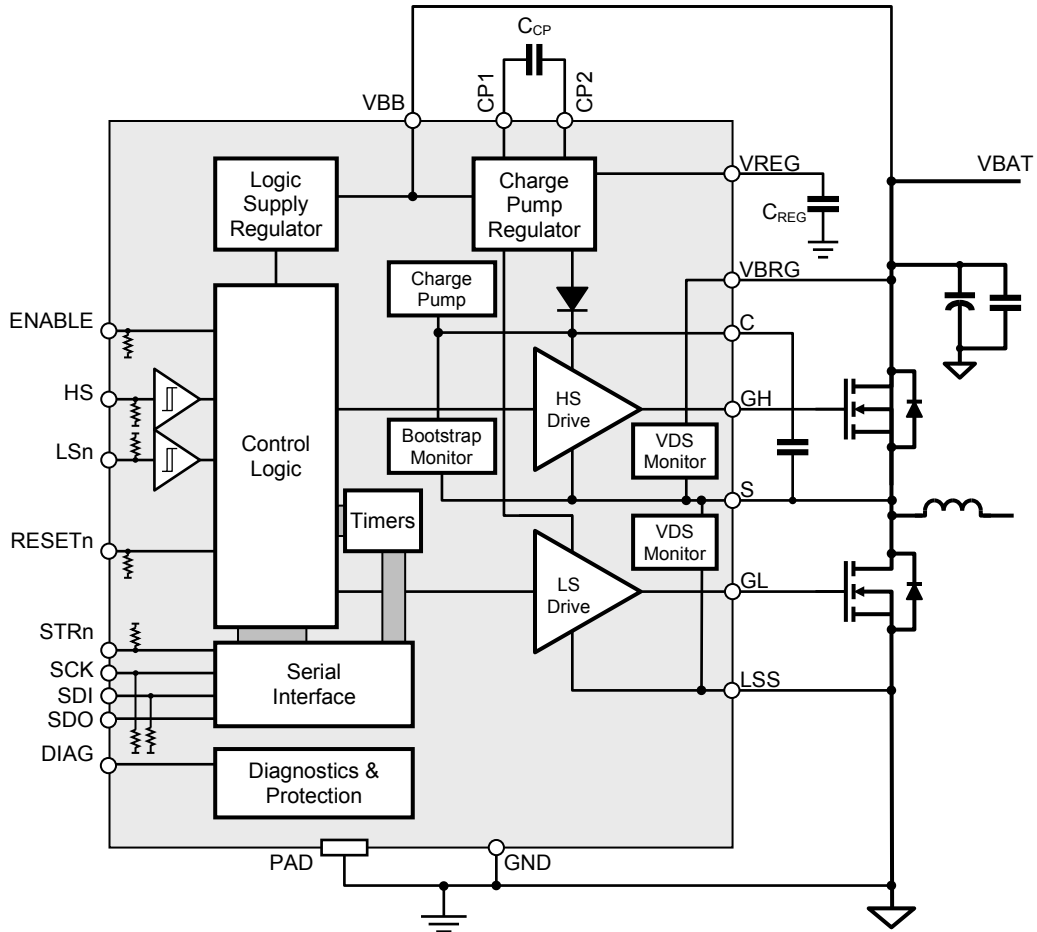 C_CP
CP1
CP2
VBB
Logic
Supply
Regulator
Charge
Pump
Regulator
VREG
C_REG
VBAT
Charge
Pump
VBRG
ENABLE
C
HS
LSn
Control
Logic
HS
Drive
GH
Bootstrap
Monitor
VDS
Monitor
S
Timers
VDS
Monitor
RESETn
LS
Drive
GL
STRn
SCK
SDI
SDO
Serial
Interface
LSS
DIAG
Diagnostics &
Protection
PAD
GND